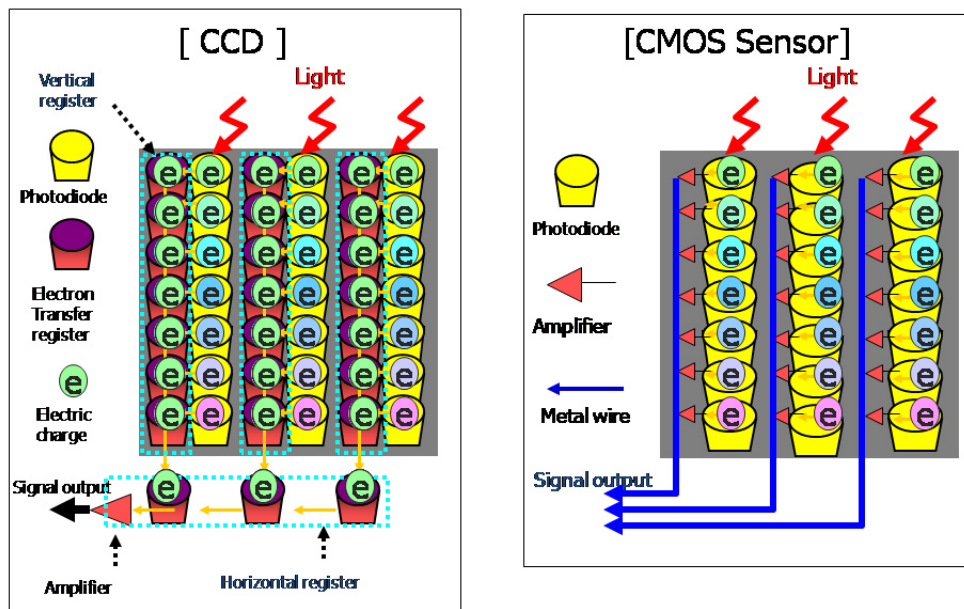 [ CCD ]
Vertical
register
Light
Photodiode
Electron
Transfer
register
e
Electric
charge
e e e e e e
e e e e e e
e e e e e e
e e e e e e
e e e e e e
e e e e e e
e e e e e e
e e e
Signal output
Amplifier
Horizontal register
[CMOS Sensor]
Light
Photodiode
Amplifier
Metal wire
e e e
e e e
e e e
e e e
e e e
e e e
e e e
Signal output